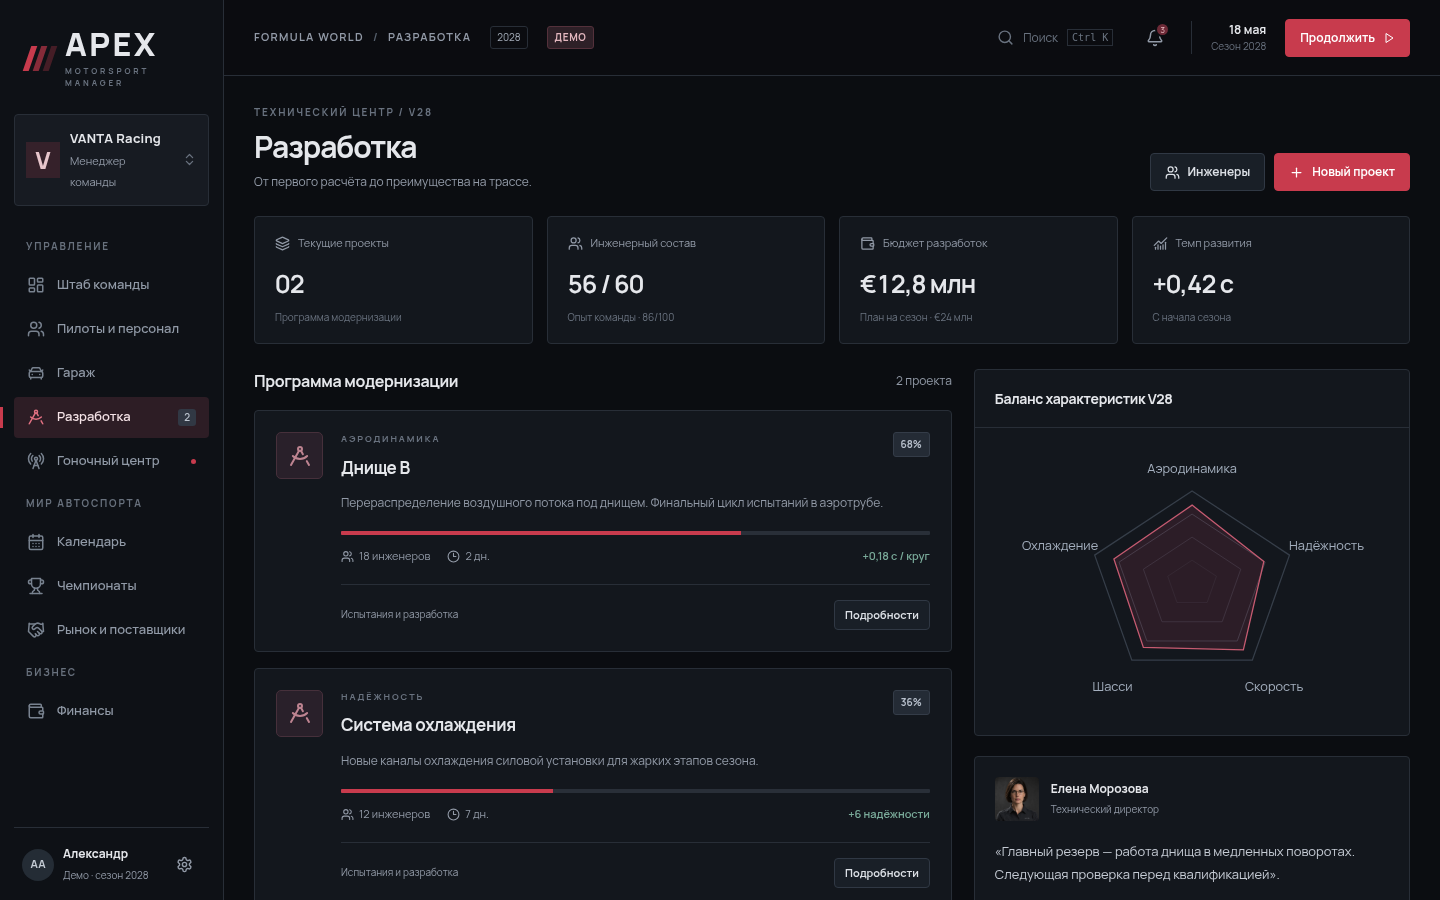 APEX
MOTORSPORT
MANAGER
V
VANTA Racing
Менеджер
команды
УПРАВЛЕНИЕ
Штаб команды
Пилоты и персонал
Гараж
Разработка
2
Гоночный центр
МИР АВТОСПОРТА
Календарь
Чемпионаты
Рынок и поставщики
БИЗНЕС
Финансы
АА
Александр
Демо · сезон 2028
FORMULA WORLD / РАЗРАБОТКА
2028
ДЕМО
Поиск
Ctrl K
3
18 мая
Сезон 2028
Продолжить
ТЕХНИЧЕСКИЙ ЦЕНТР / V28
Разработка
От первого расчёта до преимущества на трассе.
Инженеры
Новый проект
Текущие проекты
02
Программа модернизации
Инженерный состав
56 / 60
Опыт команды · 86/100
Бюджет разработок
€12,8 млн
План на сезон · €24 млн
Темп развития
+0,42 с
С начала сезона
Программа модернизации
2 проекта
АЭРОДИНАМИКА
68%
Днище B
Перераспределение воздушного потока под днищем. Финальный цикл испытаний в аэротрубе.
18 инженеров
2 дн.
+0,18 с / круг
Испытания и разработка
Подробности
НАДЁЖНОСТЬ
36%
Система охлаждения
Новые каналы охлаждения силовой установки для жарких этапов сезона.
12 инженеров
7 дн.
+6 надёжности
Испытания и разработка
Подробности
Баланс характеристик V28
Аэродинамика
Охлаждение
Надёжность
Шасси
Скорость
Елена Морозова
Технический директор
«Главный резерв — работа днища в медленных поворотах.
Следующая проверка перед квалификацией».